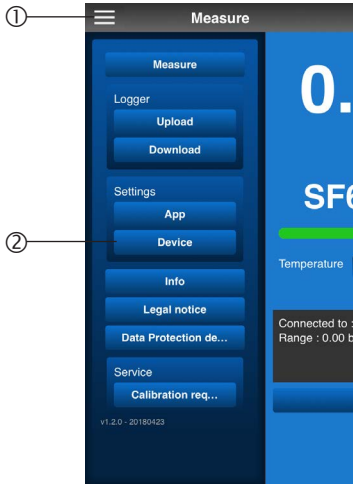 ① Measure
Measure
0.
Logger
Upload
Download
Settings
SF6
App
② Device
Temperature
Info
Legal notice
Connected to :
Data Protection de...
Range : 0.00 b
Service
Calibration req...
v1.2.0 - 20180423